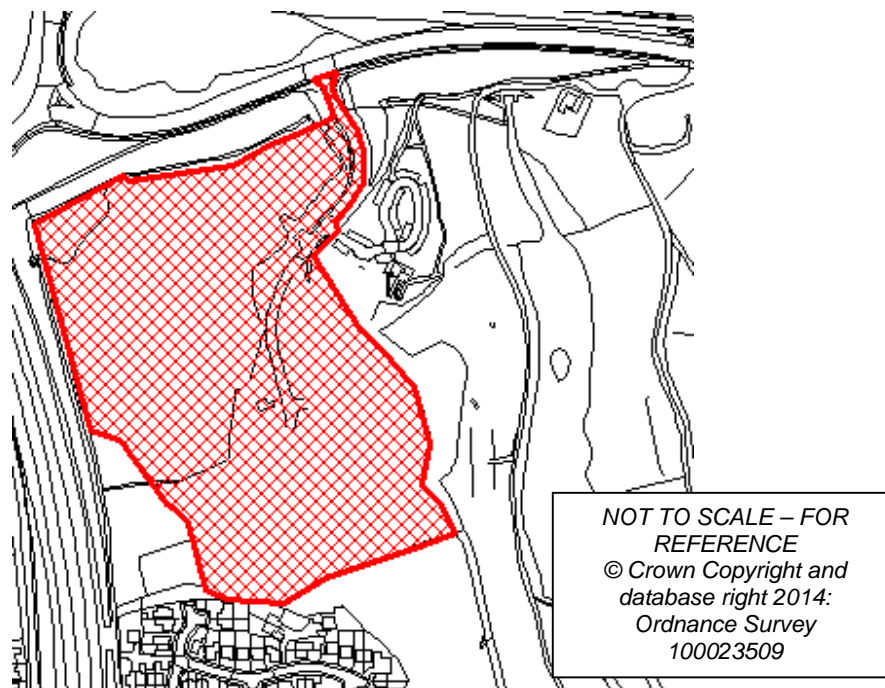 NOT TO SCALE – FOR
REFERENCE
© Crown Copyright and
database right 2014:
Ordnance Survey
100023509